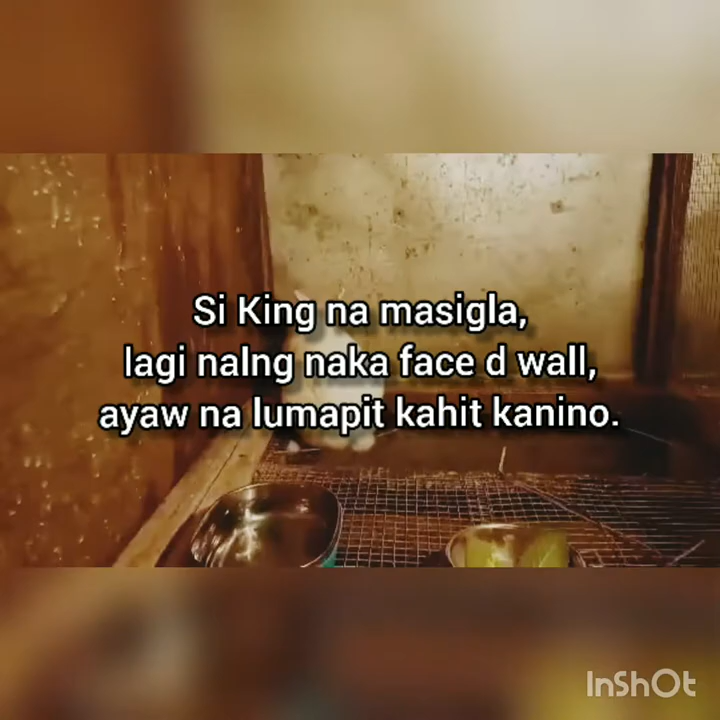 Si King na masigla,
lagi nalng naka face d wall,
ayaw na lumapit kahit kanino.
InShOt